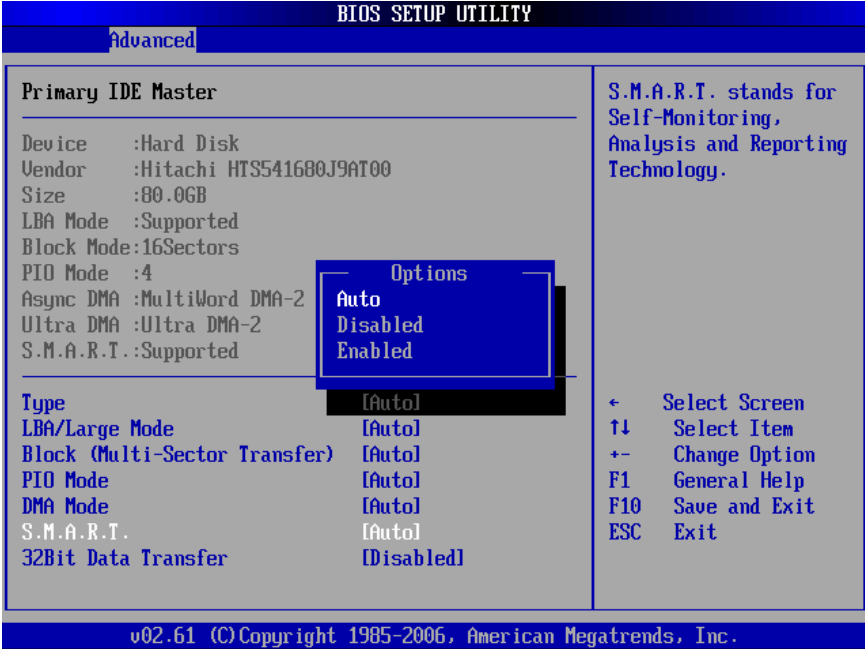 BIOS SETUP UTILITY
Advanced
Primary IDE Master
Device :Hard Disk
Vendor :Hitachi HTS541680J9AT00
Size :80.0GB
LBA Mode :Supported
Block Mode:16Sectors
PIO Mode :4
Async DMA :MultiWord DMA-2
Ultra DMA :Ultra DMA-2
S.M.A.R.T.:Supported
Options
Auto
Disabled
Enabled
Type [Auto]
LBA/Large Mode [Auto]
Block (Multi-Sector Transfer) [Auto]
PIO Mode [Auto]
DMA Mode [Auto]
S.M.A.R.T. [Auto]
32Bit Data Transfer [Disabled]
S.M.A.R.T. stands for
Self-Monitoring,
Analysis and Reporting
Technology.
← Select Screen
↑↓ Select Item
+- Change Option
F1 General Help
F10 Save and Exit
ESC Exit
v02.61 (C)Copyright 1985-2006, American Megatrends, Inc.